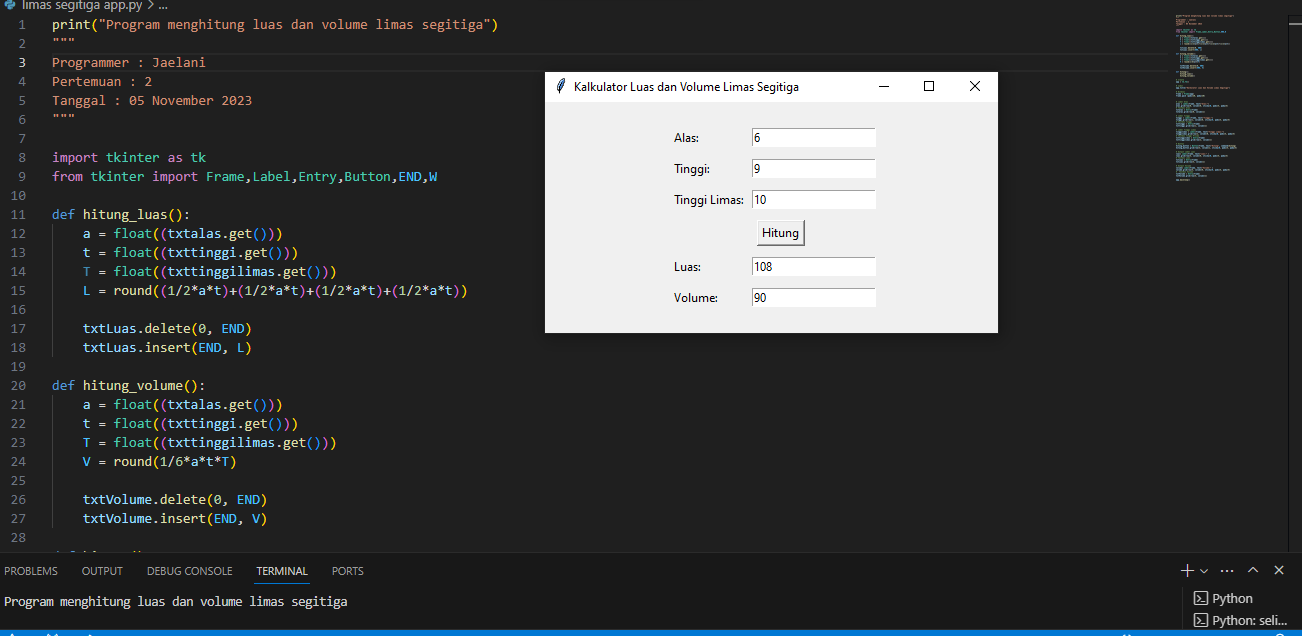 limas segitiga app.py > ...
1 print("Program menghitung luas dan volume limas segitiga")
2 """
3 Programmer : Jaelani
4 Pertemuan : 2
5 Tanggal : 05 November 2023
6 """
7
8 import tkinter as tk
9 from tkinter import Frame,Label,Entry,Button,END,W
10
11 def hitung_luas():
12 a = float((txtalas.get()))
13 t = float((txttinggi.get()))
14 T = float((txttinggilimas.get()))
15 L = round((1/2*a*t)+(1/2*a*t)+(1/2*a*t)+(1/2*a*t))
16
17 txtLuas.delete(0, END)
18 txtLuas.insert(END, L)
19
20 def hitung_volume():
21 a = float((txtalas.get()))
22 t = float((txttinggi.get()))
23 T = float((txttinggilimas.get()))
24 V = round(1/6*a*t*T)
25
26 txtVolume.delete(0, END)
27 txtVolume.insert(END, V)
28
Kalkulator Luas dan Volume Limas Segitiga
Alas: 6
Tinggi: 9
Tinggi Limas: 10
Hitung
Luas: 108
Volume: 90
PROBLEMS OUTPUT DEBUG CONSOLE TERMINAL PORTS
Program menghitung luas dan volume limas segitiga
Python
Python: seli...